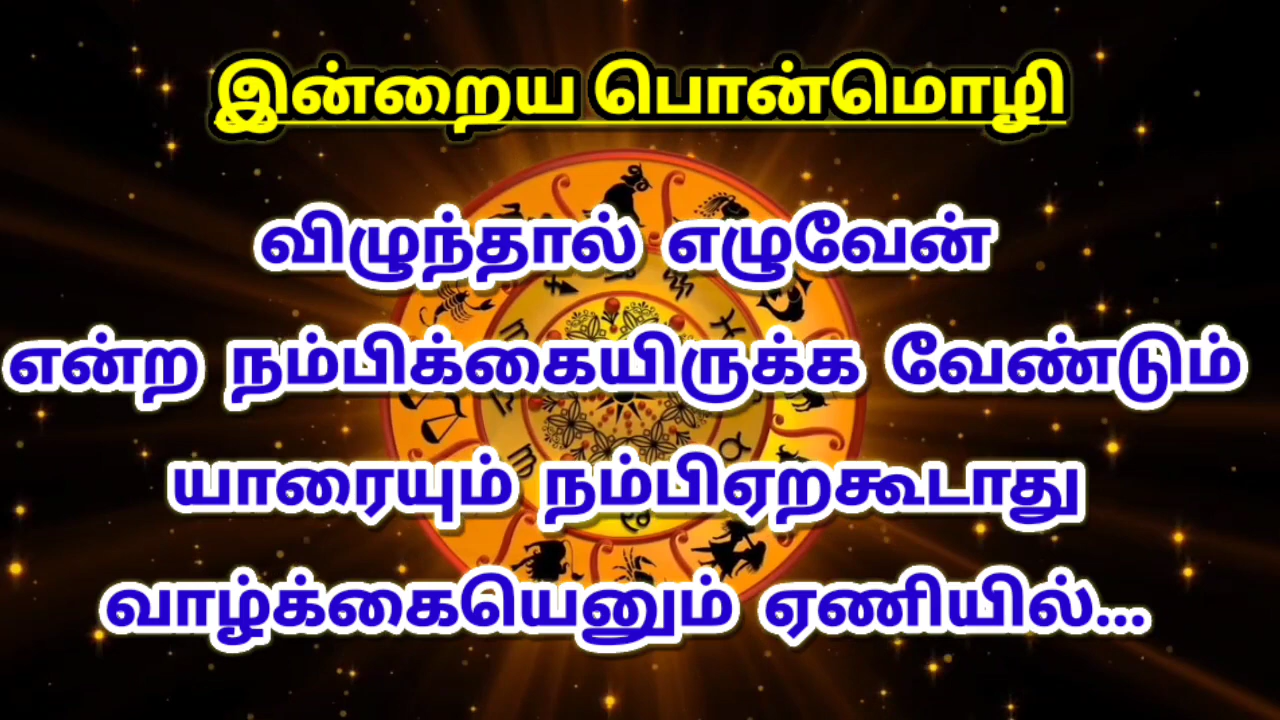 இன்றைய பொன்மொழி
விழுந்தால் எழுவேன்
என்ற நம்பிக்கையிருக்க வேண்டும்
யாரையும் நம்பிஏறகூடாது
வாழ்க்கையெனும் ஏணியில்...